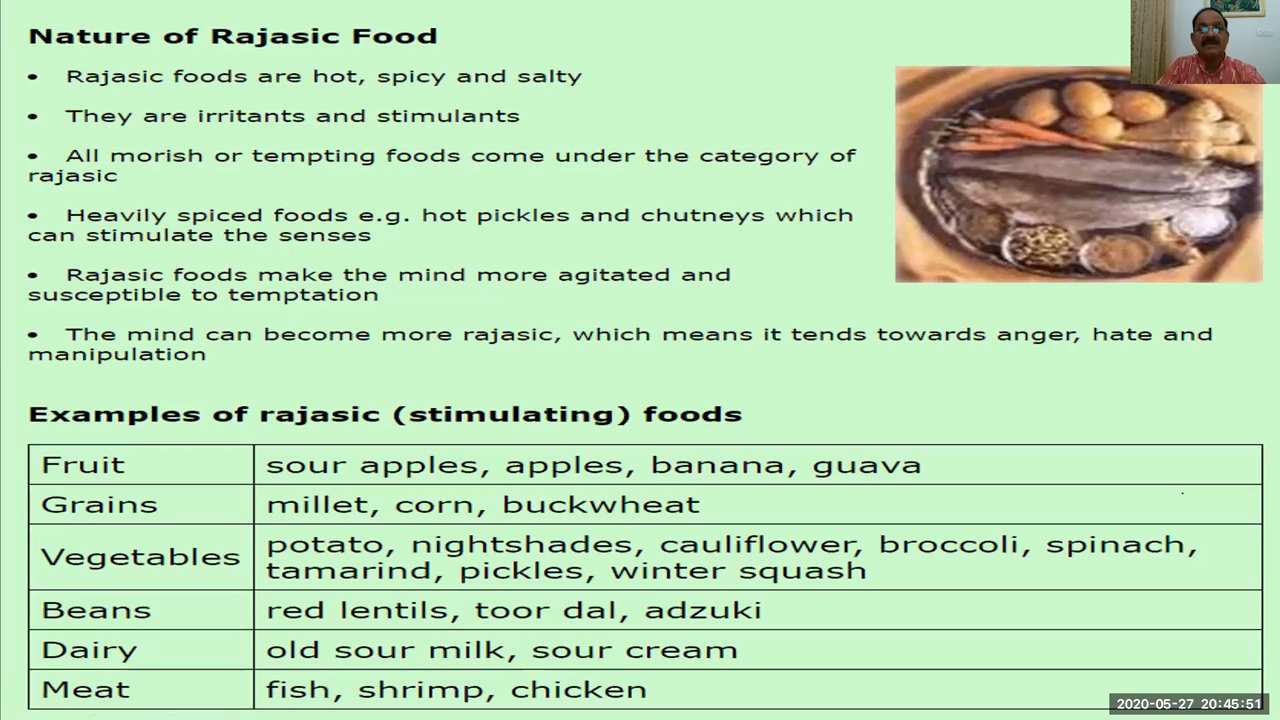 Nature of Rajasic Food
• Rajasic foods are hot, spicy and salty
• They are irritants and stimulants
• All morish or tempting foods come under the category of
rajasic
• Heavily spiced foods e.g. hot pickles and chutneys which
can stimulate the senses
• Rajasic foods make the mind more agitated and
susceptible to temptation
• The mind can become more rajasic, which means it tends towards anger, hate and
manipulation
Examples of rajasic (stimulating) foods
Fruit sour apples, apples, banana, guava
Grains millet, corn, buckwheat
Vegetables potato, nightshades, cauliflower, broccoli, spinach,
tamarind, pickles, winter squash
Beans red lentils, toor dal, adzuki
Dairy old sour milk, sour cream
Meat fish, shrimp, chicken
2020-05-27 20:45:51